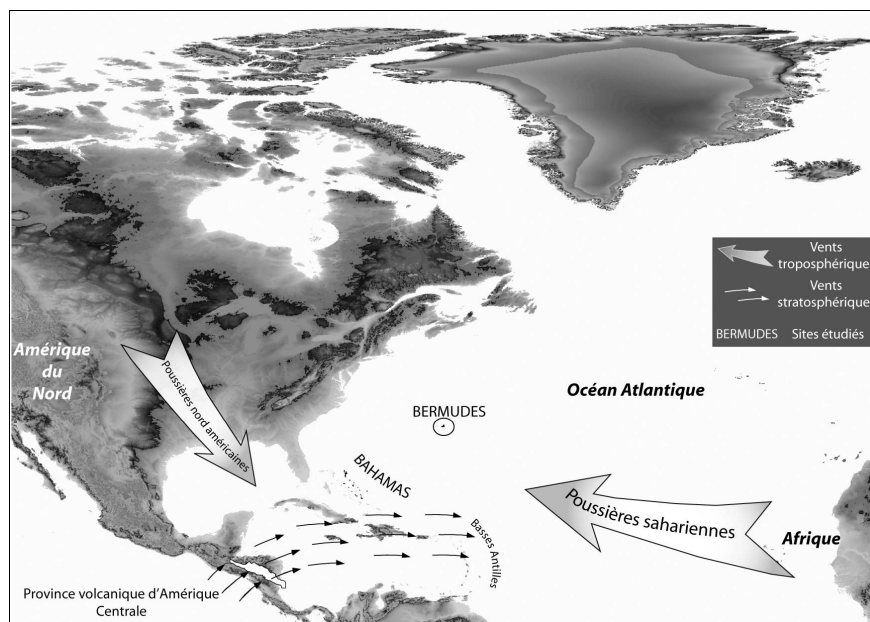 Vents
troposphérique
Vents
stratosphérique
BERMUDES Sites étudiés
Amérique
du
Nord
Poussières nord américaines
Océan Atlantique
BERMUDES
BAHAMAS
Basses Antilles
Poussières sahariennes
Afrique
Province volcanique d'Amérique
Centrale